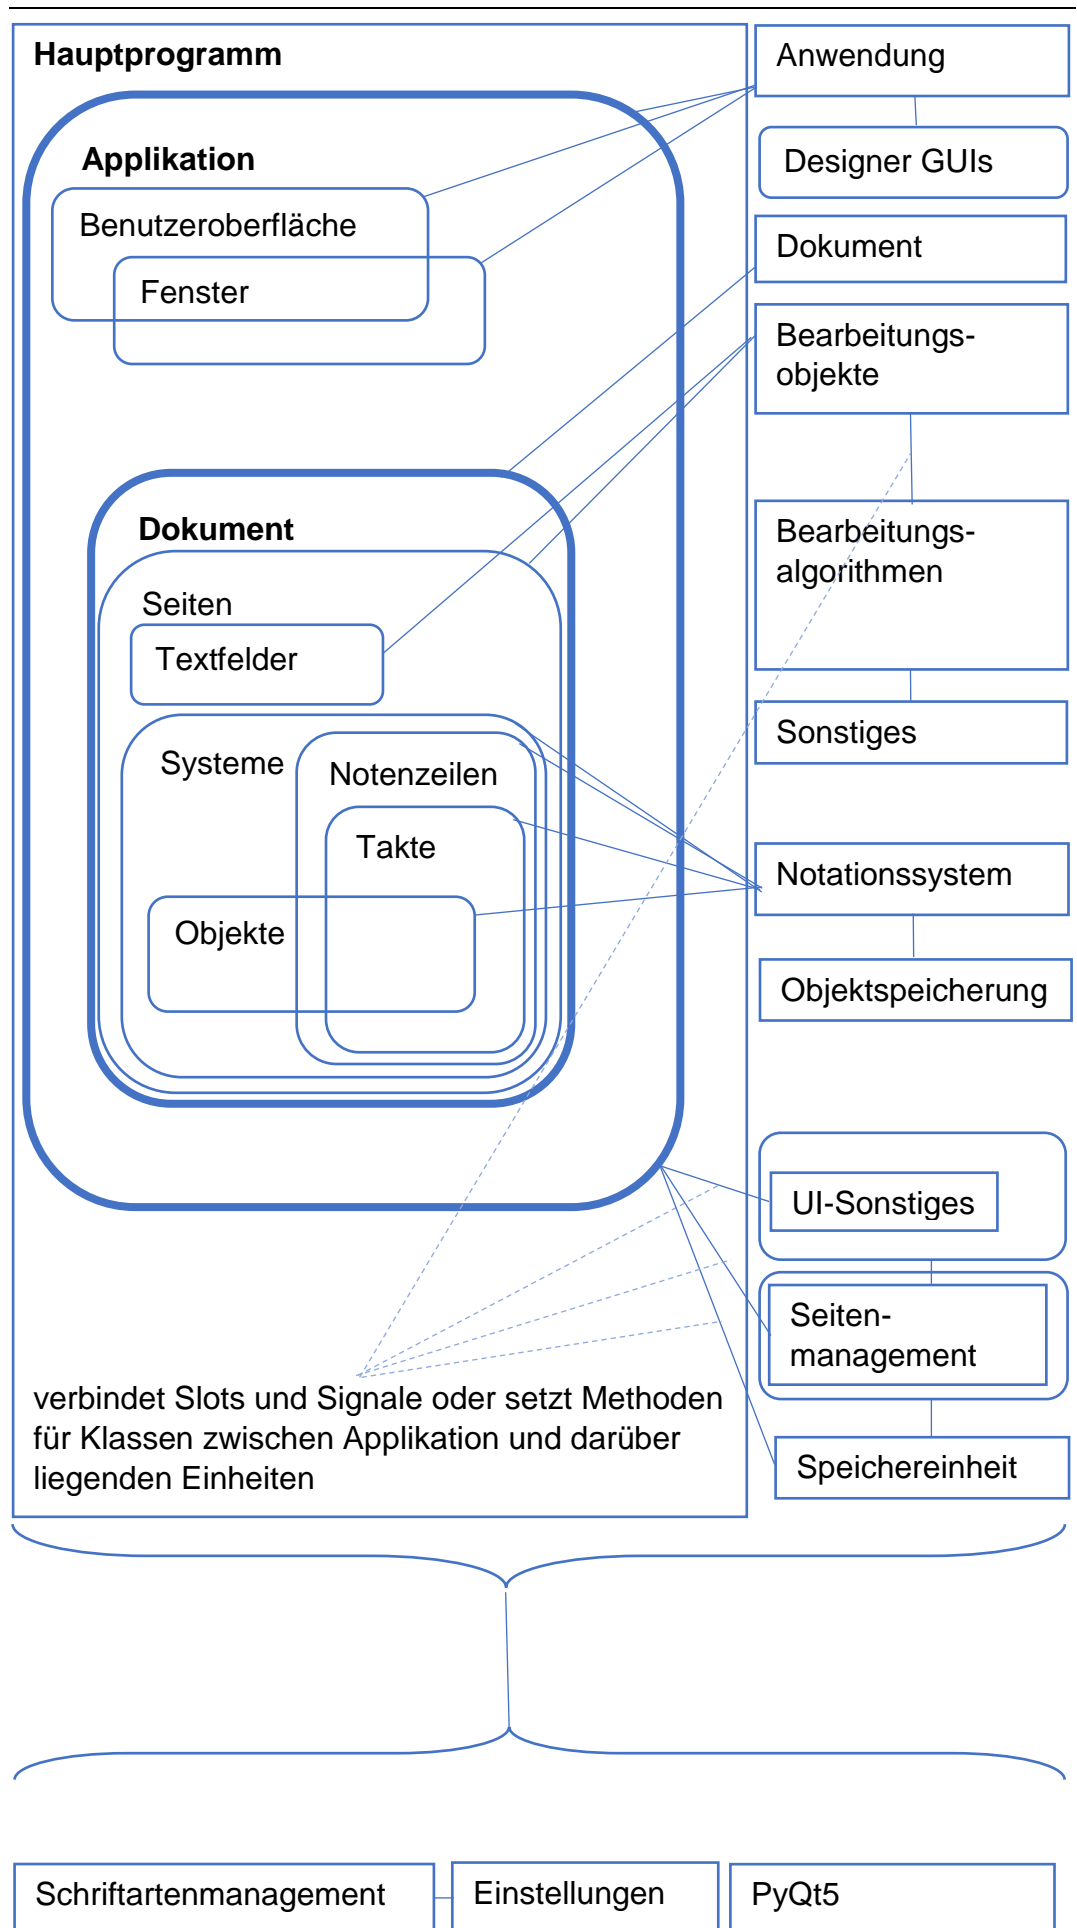 Hauptprogramm
Applikation
Benutzeroberfläche
Fenster
Dokument
Seiten
Textfelder
Systeme
Notenzeilen
Takte
Objekte
verbindet Slots und Signale oder setzt Methoden
für Klassen zwischen Applikation und darüber
liegenden Einheiten
Anwendung
Designer GUIs
Dokument
Bearbeitungs-
objekte
Bearbeitungs-
algorithmen
Sonstiges
Notationssystem
Objektspeicherung
UI-Sonstiges
Seiten-
management
Speichereinheit
Schriftartenmanagement
Einstellungen
PyQt5